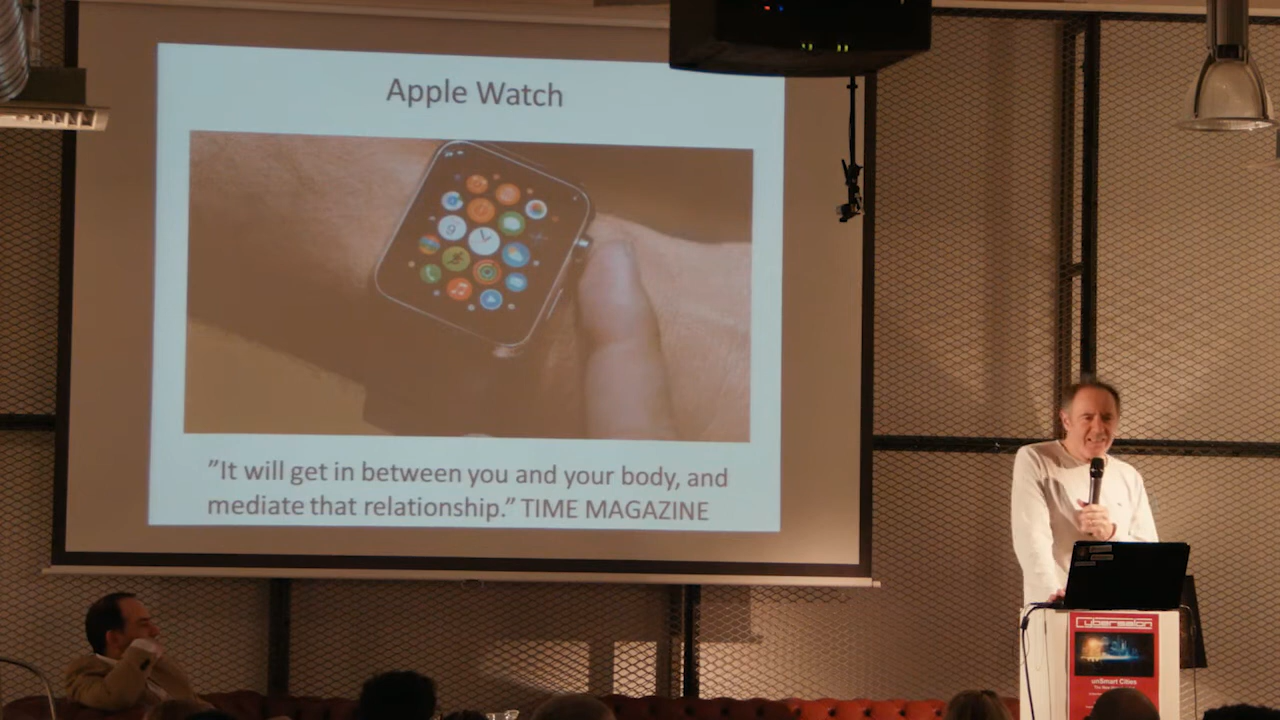 Apple Watch
"It will get in between you and your body, and
mediate that relationship." TIME MAGAZINE
unSmart Cities